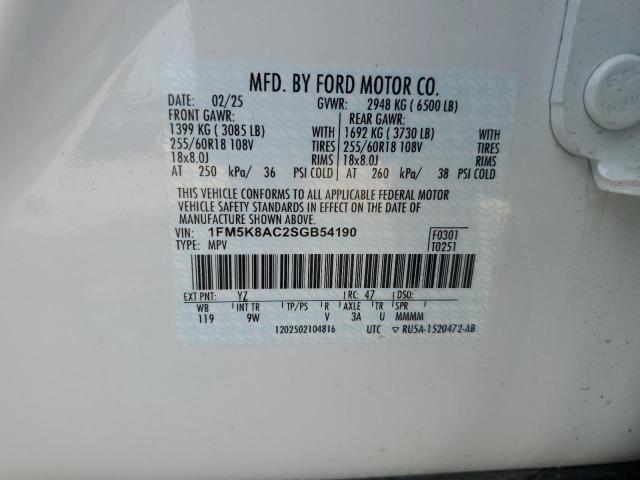 MFD. BY FORD MOTOR CO.
DATE: 02/25 GVWR: 2948 KG ( 6500 LB)
FRONT GAWR: REAR GAWR:
1399 KG ( 3085 LB) WITH 1692 KG ( 3730 LB) WITH
255/60R18 108V TIRES 255/60R18 108V TIRES
18x8.0J RIMS 18x8.0J RIMS
AT 250 kPa/ 36 PSI COLD AT 260 kPa/ 38 PSI COLD
THIS VEHICLE CONFORMS TO ALL APPLICABLE FEDERAL MOTOR
VEHICLE SAFETY STANDARDS IN EFFECT ON THE DATE OF
MANUFACTURE SHOWN ABOVE.
VIN: 1FM5K8AC2SGB54190 F0301
TYPE: MPV T0251
EXT PNT: YZ RC: 47 DSO:
WB INT TR TP/PS R AXLE TR SPR
119 9W V 3A U MMMM
1202502104816 UTC ▽ RU5A-1520472-AB